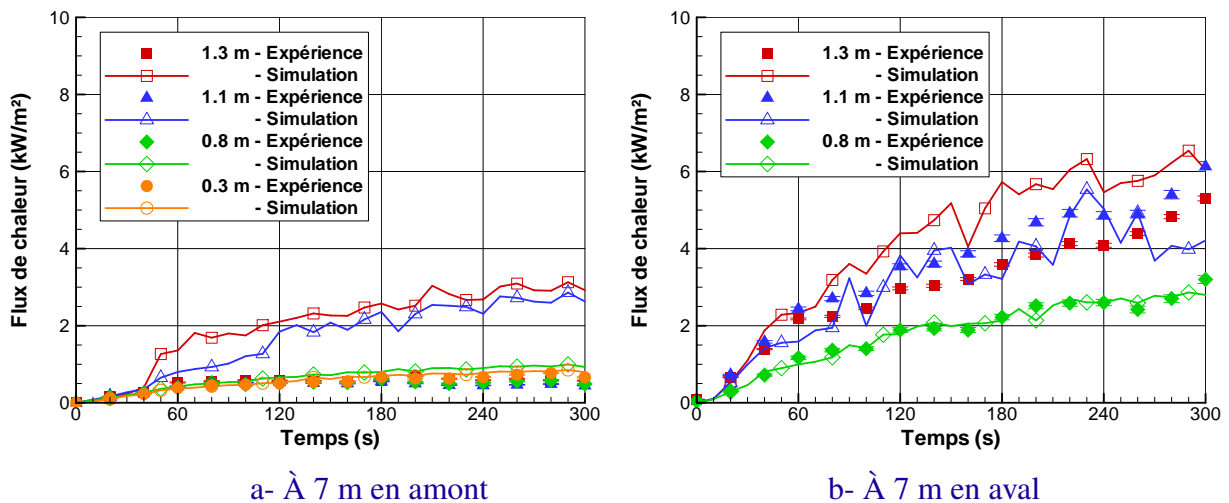 10
8
6
4
2
0
Flux de chaleur (kW/m²)
1.3 m - Expérience
- Simulation
1.1 m - Expérience
- Simulation
0.8 m - Expérience
- Simulation
0.3 m - Expérience
- Simulation
0 60 120 180 240 300
Temps (s)
a- À 7 m en amont
10
8
6
4
2
0
Flux de chaleur (kW/m²)
1.3 m - Expérience
- Simulation
1.1 m - Expérience
- Simulation
0.8 m - Expérience
- Simulation
0 60 120 180 240 300
Temps (s)
b- À 7 m en aval